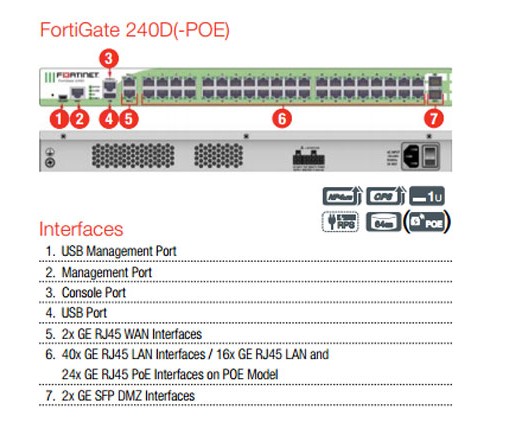 FortiGate 240D(-POE)
3
FORTINET
1 2 4 5 6 7
NP4Lite CP8 1U
RPS 64GB POE
Interfaces
1. USB Management Port
2. Management Port
3. Console Port
4. USB Port
5. 2x GE RJ45 WAN Interfaces
6. 40x GE RJ45 LAN Interfaces / 16x GE RJ45 LAN and
24x GE RJ45 PoE Interfaces on POE Model
7. 2x GE SFP DMZ Interfaces